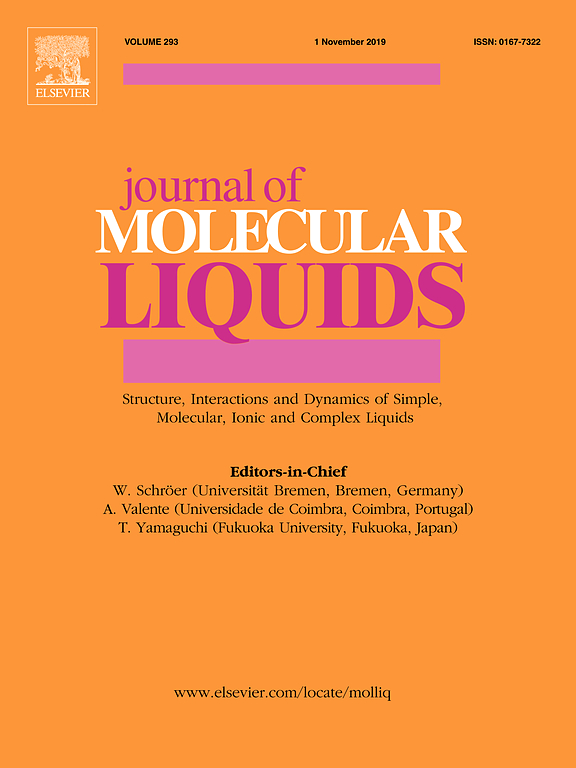 VOLUME 293 1 November 2019 ISSN: 0167-7322
ELSEVIER
journal of
MOLECULAR
LIQUIDS
Structure, Interactions and Dynamics of Simple,
Molecular, Ionic and Complex Liquids
Editors-in-Chief
W. Schröer (Universität Bremen, Bremen, Germany)
A. Valente (Universidade de Coimbra, Coimbra, Portugal)
T. Yamaguchi (Fukuoka University, Fukuoka, Japan)
www.elsevier.com/locate/molliq